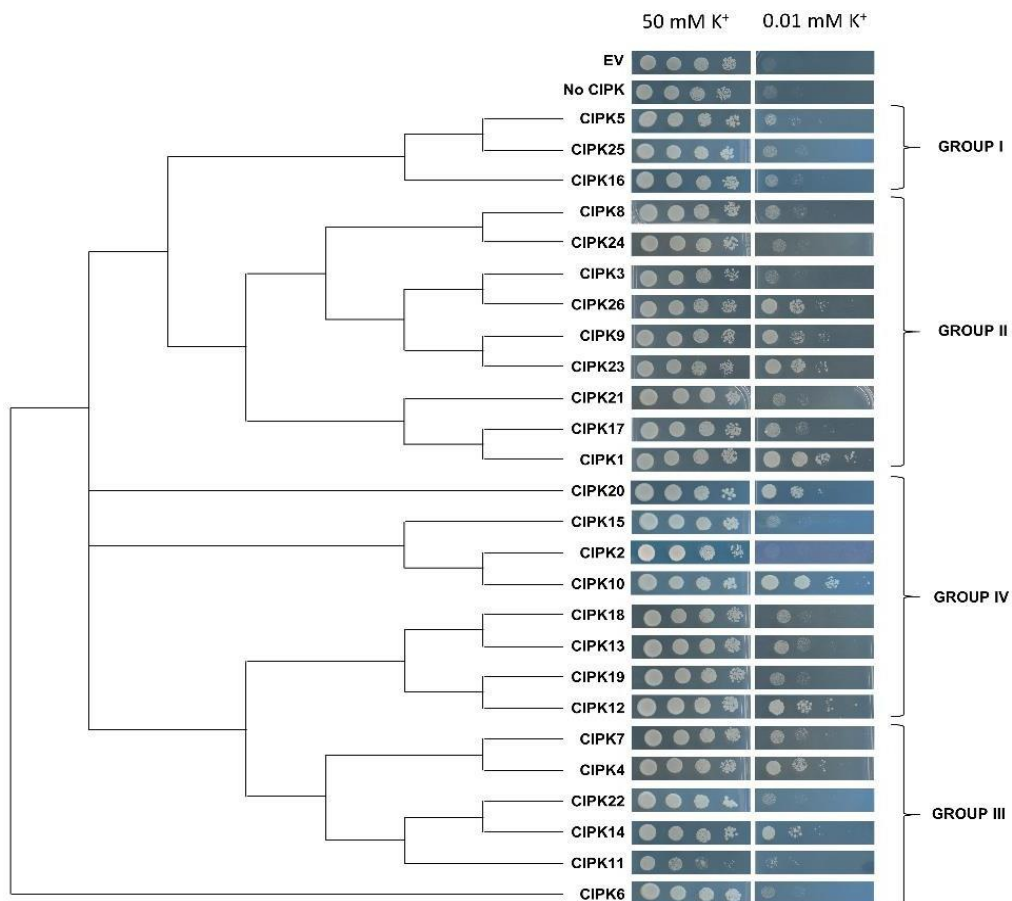 50 mM K⁺ 0.01 mM K⁺
EV
No CIPK
CIPK5
CIPK25
GROUP I
CIPK16
CIPK8
CIPK24
CIPK3
CIPK26
CIPK9
GROUP II
CIPK23
CIPK21
CIPK17
CIPK1
CIPK20
CIPK15
CIPK2
CIPK10
GROUP IV
CIPK18
CIPK13
CIPK19
CIPK12
CIPK7
CIPK4
CIPK22
GROUP III
CIPK14
CIPK11
CIPK6